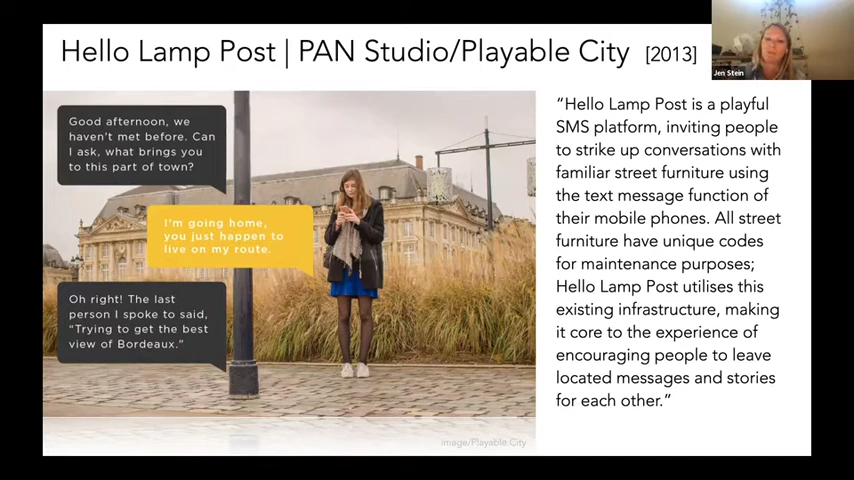 Hello Lamp Post | PAN Studio/Playable City [2013]
Jen Stein
Good afternoon, we
haven't met before. Can
I ask, what brings you
to this part of town?
I'm going home,
you just happen to
live on my route.
Oh right! The last
person I spoke to said,
"Trying to get the best
view of Bordeaux."
image/Playable City
“Hello Lamp Post is a playful
SMS platform, inviting people
to strike up conversations with
familiar street furniture using
the text message function of
their mobile phones. All street
furniture have unique codes
for maintenance purposes;
Hello Lamp Post utilises this
existing infrastructure, making
it core to the experience of
encouraging people to leave
located messages and stories
for each other.”